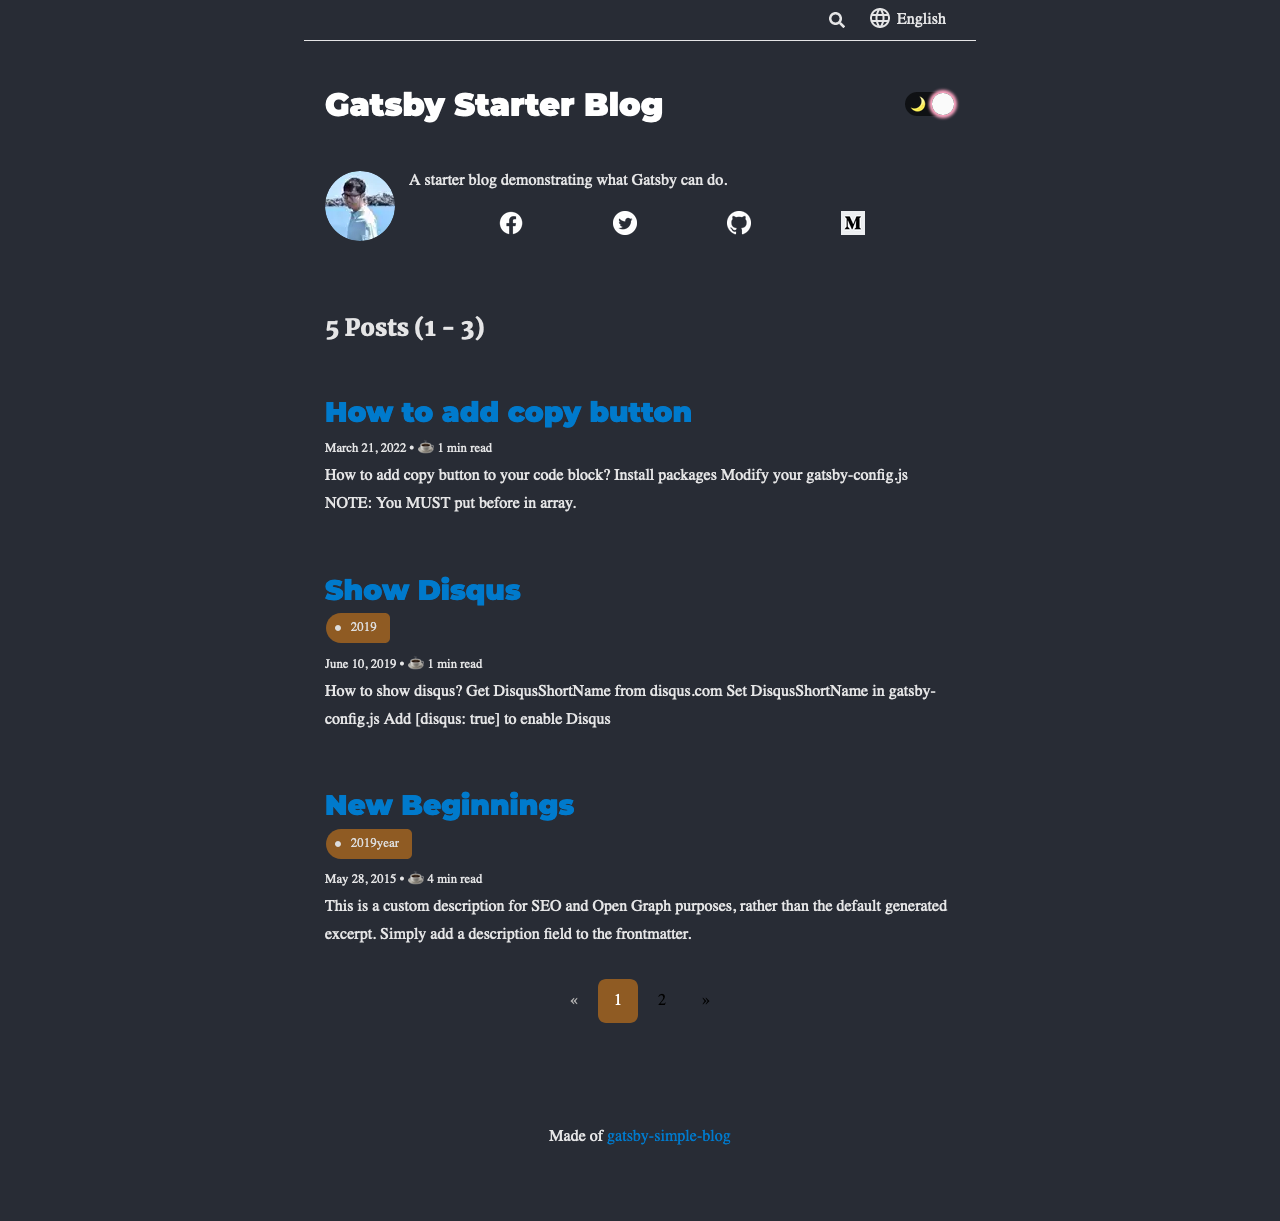 English
Gatsby Starter Blog
A starter blog demonstrating what Gatsby can do.
M
5 Posts (1 - 3)
How to add copy button
March 21, 2022 • ☕ 1 min read
How to add copy button to your code block? Install packages Modify your gatsby-config.js
NOTE: You MUST put before in array.
Show Disqus
2019
June 10, 2019 • ☕ 1 min read
How to show disqus? Get DisqusShortName from disqus.com Set DisqusShortName in gatsby-
config.js Add [disqus: true] to enable Disqus
New Beginnings
2019year
May 28, 2015 • ☕ 4 min read
This is a custom description for SEO and Open Graph purposes, rather than the default generated
excerpt. Simply add a description field to the frontmatter.
« 1 2 »
Made of gatsby-simple-blog